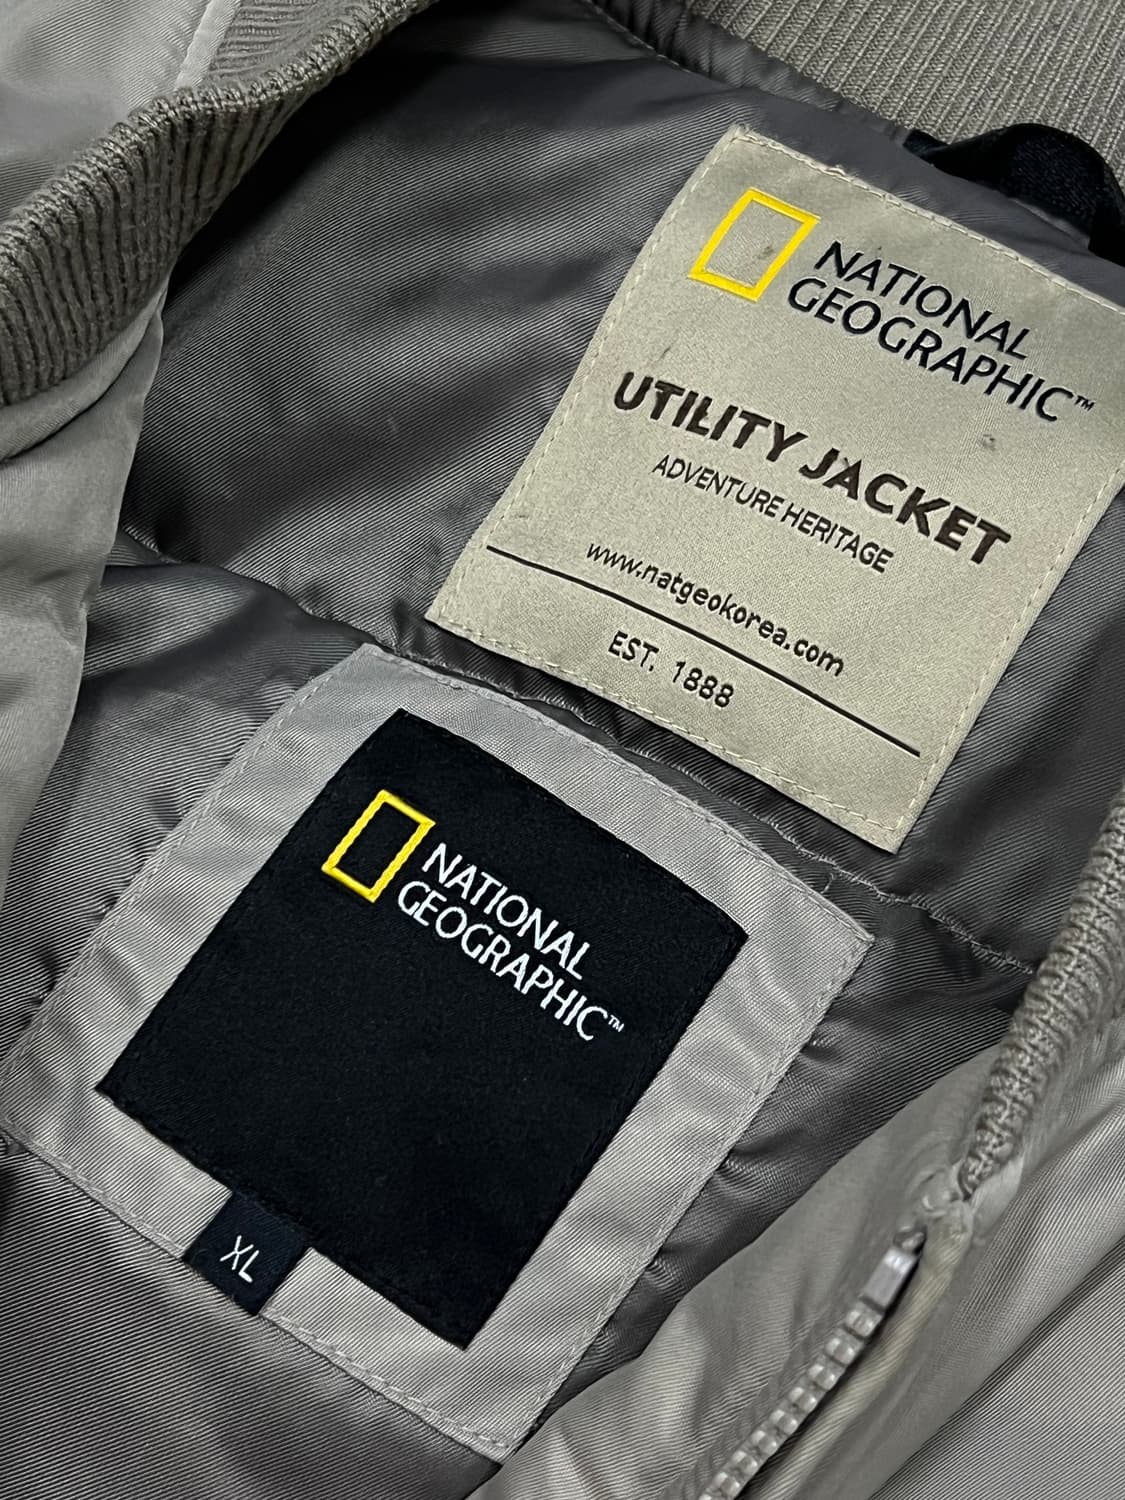 NATIONAL
GEOGRAPHIC™
UTILITY JACKET
ADVENTURE HERITAGE
www.natgeokorea.com
EST. 1888
NATIONAL
GEOGRAPHIC™
XL